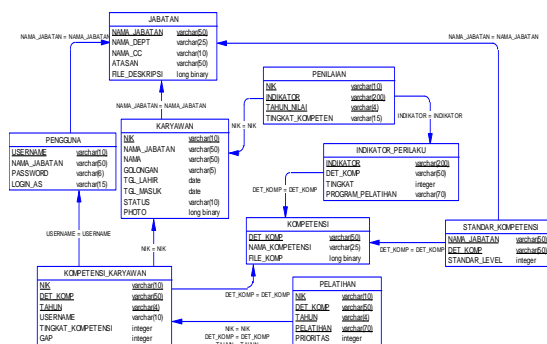 JABATAN
NAMA_JABATAN varchar(50)
NAMA_DEPT varchar(25)
NAMA_CC varchar(10)
ATASAN varchar(50)
FILE_DESKRIPSI long binary
NAMA_JABATAN = NAMA_JABATAN
NAMA_JABATAN = NAMA_JABATAN
NAMA_JABATAN = NAMA_JABATAN
PENILAIAN
NIK varchar(10)
INDIKATOR varchar(200)
TAHUN_NILAI varchar(4)
TINGKAT_KOMPETEN varchar(15)
NIK = NIK
INDIKATOR = INDIKATOR
KARYAWAN
NIK varchar(10)
NAMA_JABATAN varchar(50)
NAMA varchar(50)
GOLONGAN varchar(5)
TGL_LAHIR date
TGL_MASUK date
STATUS varchar(10)
PHOTO long binary
PENGGUNA
USERNAME varchar(10)
NAMA_JABATAN varchar(50)
PASSWORD varchar(6)
LOGIN_AS varchar(15)
INDIKATOR_PERILAKU
INDIKATOR varchar(200)
DET_KOMP varchar(50)
TINGKAT integer
PROGRAM_PELATIHAN varchar(70)
DET_KOMP = DET_KOMP
KOMPETENSI
DET_KOMP varchar(50)
NAMA_KOMPETENSI varchar(25)
FILE_KOMP long binary
STANDAR_KOMPETENSI
NAMA_JABATAN varchar(50)
DET_KOMP varchar(50)
STANDAR_LEVEL integer
DET_KOMP = DET_KOMP
USERNAME = USERNAME
NIK = NIK
KOMPETENSI_KARYAWAN
NIK varchar(10)
DET_KOMP varchar(50)
TAHUN varchar(4)
USERNAME varchar(10)
TINGKAT_KOMPETENSI integer
GAP integer
DET_KOMP = DET_KOMP
PELATIHAN
NIK varchar(10)
DET_KOMP varchar(50)
TAHUN varchar(4)
PELATIHAN varchar(70)
PRIORITAS integer
NIK = NIK
DET_KOMP = DET_KOMP
TAHUN = TAHUN